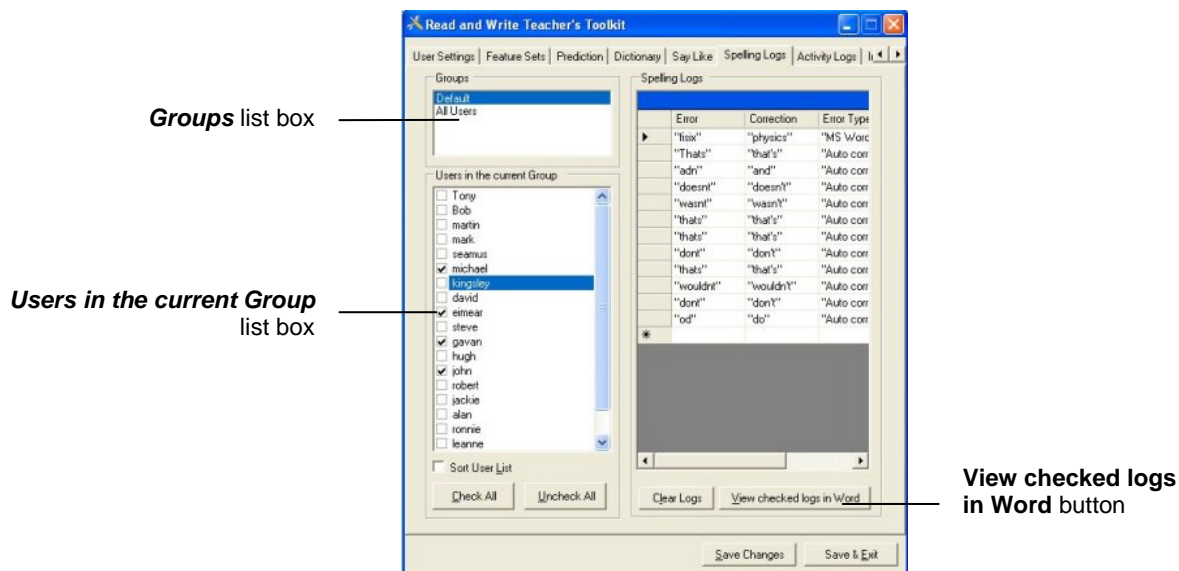 Read and Write Teacher's Toolkit
User Settings Feature Sets Prediction Dictionary Say Like Spelling Logs Activity Logs
Groups
Default
All Users
Groups list box
Users in the current Group
Tony
Bob
martin
mark
seamus
michael
kingsley
david
eimear
steve
gavan
hugh
john
robert
jackie
alan
ronnie
leanne
Users in the current Group
list box
Sort User List
Check All Uncheck All
Spelling Logs
Error Correction Error Type
"fisix" "physics" "MS Word
"Thats" "that's" "Auto corr
"adn" "and" "Auto corr
"doesnt" "doesn't" "Auto corr
"wasnt" "wasn't" "Auto corr
"thats" "that's" "Auto corr
"thats" "that's" "Auto corr
"dont" "don't" "Auto corr
"thats" "that's" "Auto corr
"wouldnt" "wouldn't" "Auto corr
"dont" "don't" "Auto corr
"od" "do" "Auto corr
Clear Logs View checked logs in Word
View checked logs
in Word button
Save Changes Save & Exit